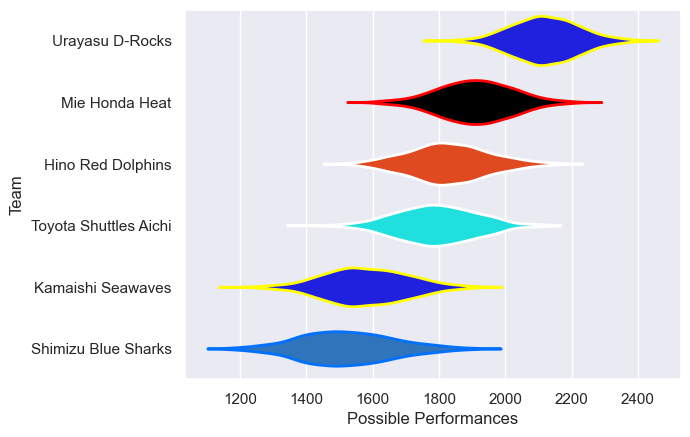 Urayasu D-Rocks
Mie Honda Heat
Hino Red Dolphins
Toyota Shuttles Aichi
Kamaishi Seawaves
Shimizu Blue Sharks
Team
1200 1400 1600 1800 2000 2200 2400
Possible Performances